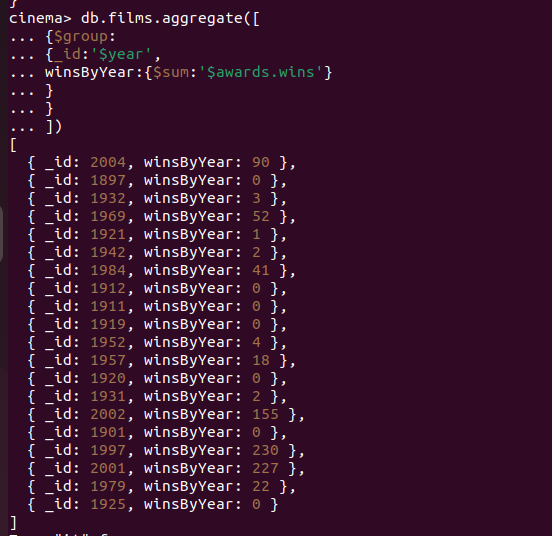 }
cinema> db.films.aggregate([
... {$group:
... {_id:'$year',
... winsByYear:{$sum:'$awards.wins'}
... }
... }
... ])
[
  { _id: 2004, winsByYear: 90 },
  { _id: 1897, winsByYear: 0 },
  { _id: 1932, winsByYear: 3 },
  { _id: 1969, winsByYear: 52 },
  { _id: 1921, winsByYear: 1 },
  { _id: 1942, winsByYear: 2 },
  { _id: 1984, winsByYear: 41 },
  { _id: 1912, winsByYear: 0 },
  { _id: 1911, winsByYear: 0 },
  { _id: 1919, winsByYear: 0 },
  { _id: 1952, winsByYear: 4 },
  { _id: 1957, winsByYear: 18 },
  { _id: 1920, winsByYear: 0 },
  { _id: 1931, winsByYear: 2 },
  { _id: 2002, winsByYear: 155 },
  { _id: 1901, winsByYear: 0 },
  { _id: 1997, winsByYear: 230 },
  { _id: 2001, winsByYear: 227 },
  { _id: 1979, winsByYear: 22 },
  { _id: 1925, winsByYear: 0 }
]